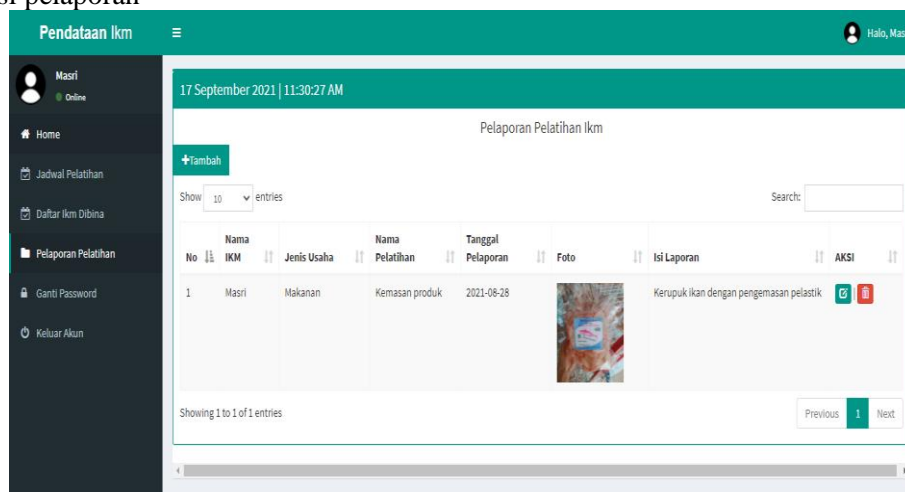 si pelaporan
Pendataan Ikm
Halo, Mas
Masri
Online
17 September 2021 | 11:30:27 AM
Home
Pelaporan Pelatihan Ikm
+Tambah
Jadwal Pelatihan
Show 10 entries
Search:
Daftar Ikm Dibina
No Nama IKM Jenis Usaha Nama Pelatihan Tanggal Pelaporan Foto Isi Laporan AKSI
Pelaporan Pelatihan
1 Masri Makanan Kemasan produk 2021-08-28 Kerupuk ikan dengan pengemasan pelastik
Ganti Password
Keluar Akun
Showing 1 to 1 of 1 entries
Previous 1 Next